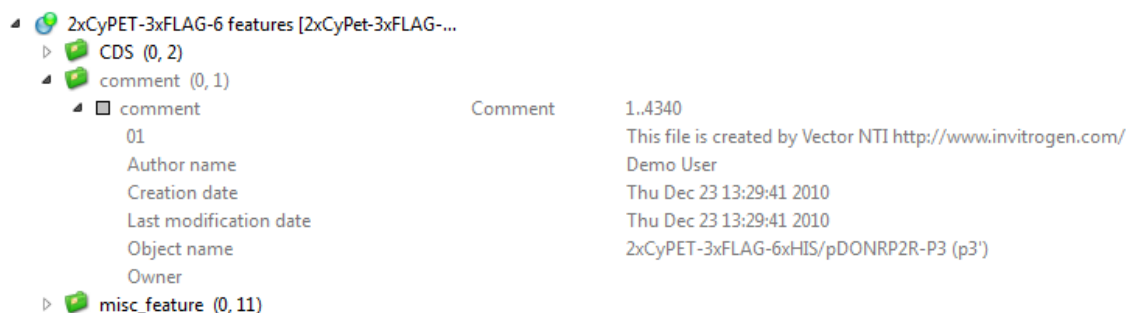 2xCyPET-3xFLAG-6 features [2xCyPet-3xFLAG-...
CDS (0, 2)
comment (0, 1)
comment Comment 1..4340
01 This file is created by Vector NTI http://www.invitrogen.com/
Author name Demo User
Creation date Thu Dec 23 13:29:41 2010
Last modification date Thu Dec 23 13:29:41 2010
Object name 2xCyPET-3xFLAG-6xHIS/pDONRP2R-P3 (p3')
Owner
misc_feature (0, 11)